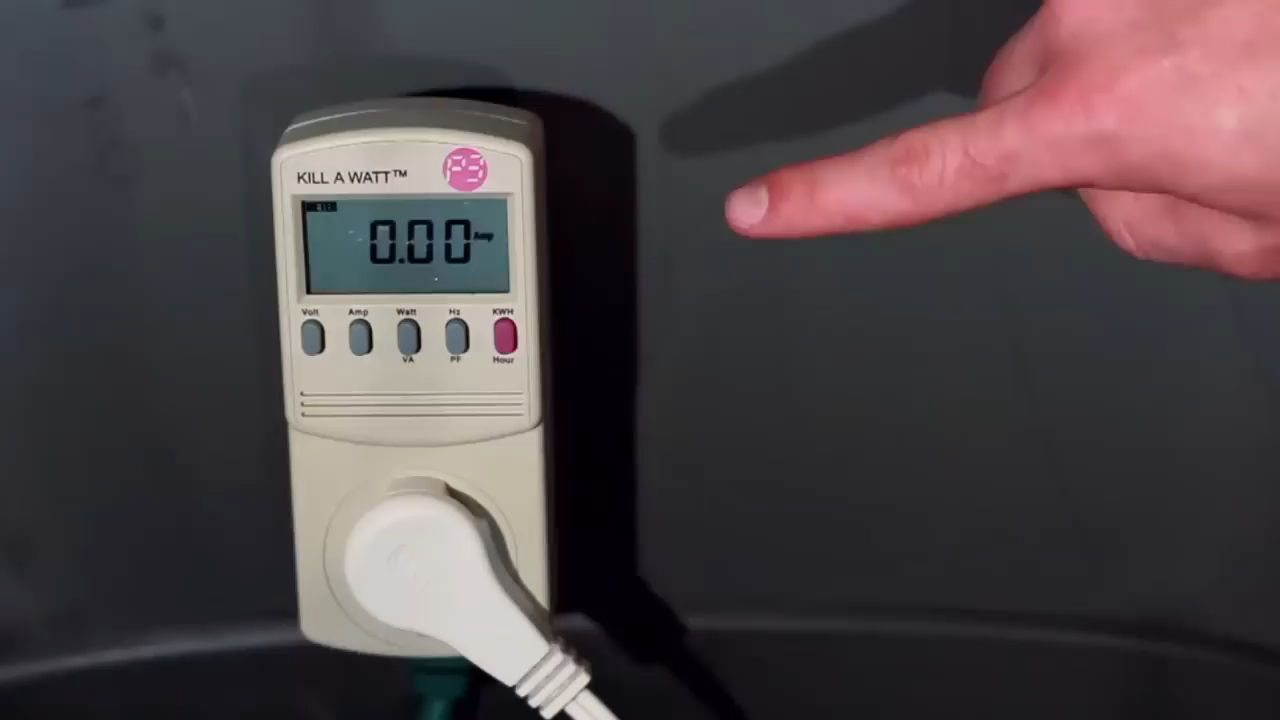 KILL A WATT™ P3
0.00 Amp
Volt Amp Watt Hz KWH
VA PF Hour